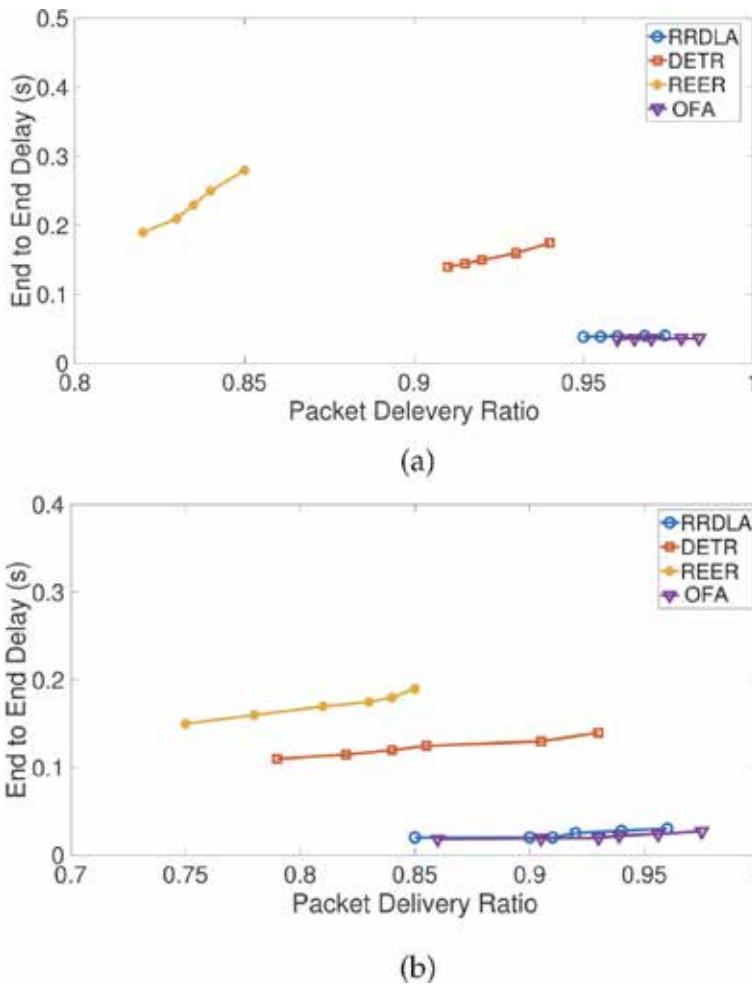 0.5
0.4
0.3
0.2
0.1
0
End to End Delay (s)
RRDLA
DETR
REER
OFA
0.8 0.85 0.9 0.95 1
Packet Delevery Ratio
(a)
0.4
0.3
0.2
0.1
0
End to End Delay (s)
RRDLA
DETR
REER
OFA
0.7 0.75 0.8 0.85 0.9 0.95
Packet Delivery Ratio
(b)